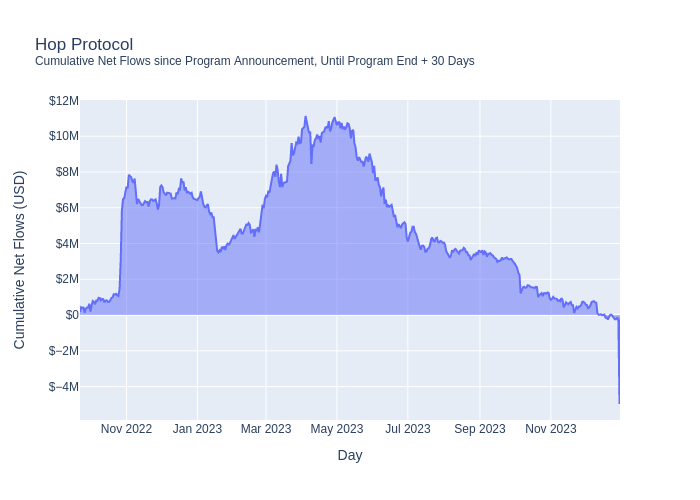 Hop Protocol
Cumulative Net Flows since Program Announcement, Until Program End + 30 Days
Cumulative Net Flows (USD)
$12M
$10M
$8M
$6M
$4M
$2M
$0
$−2M
$−4M
Nov 2022 Jan 2023 Mar 2023 May 2023 Jul 2023 Sep 2023 Nov 2023
Day